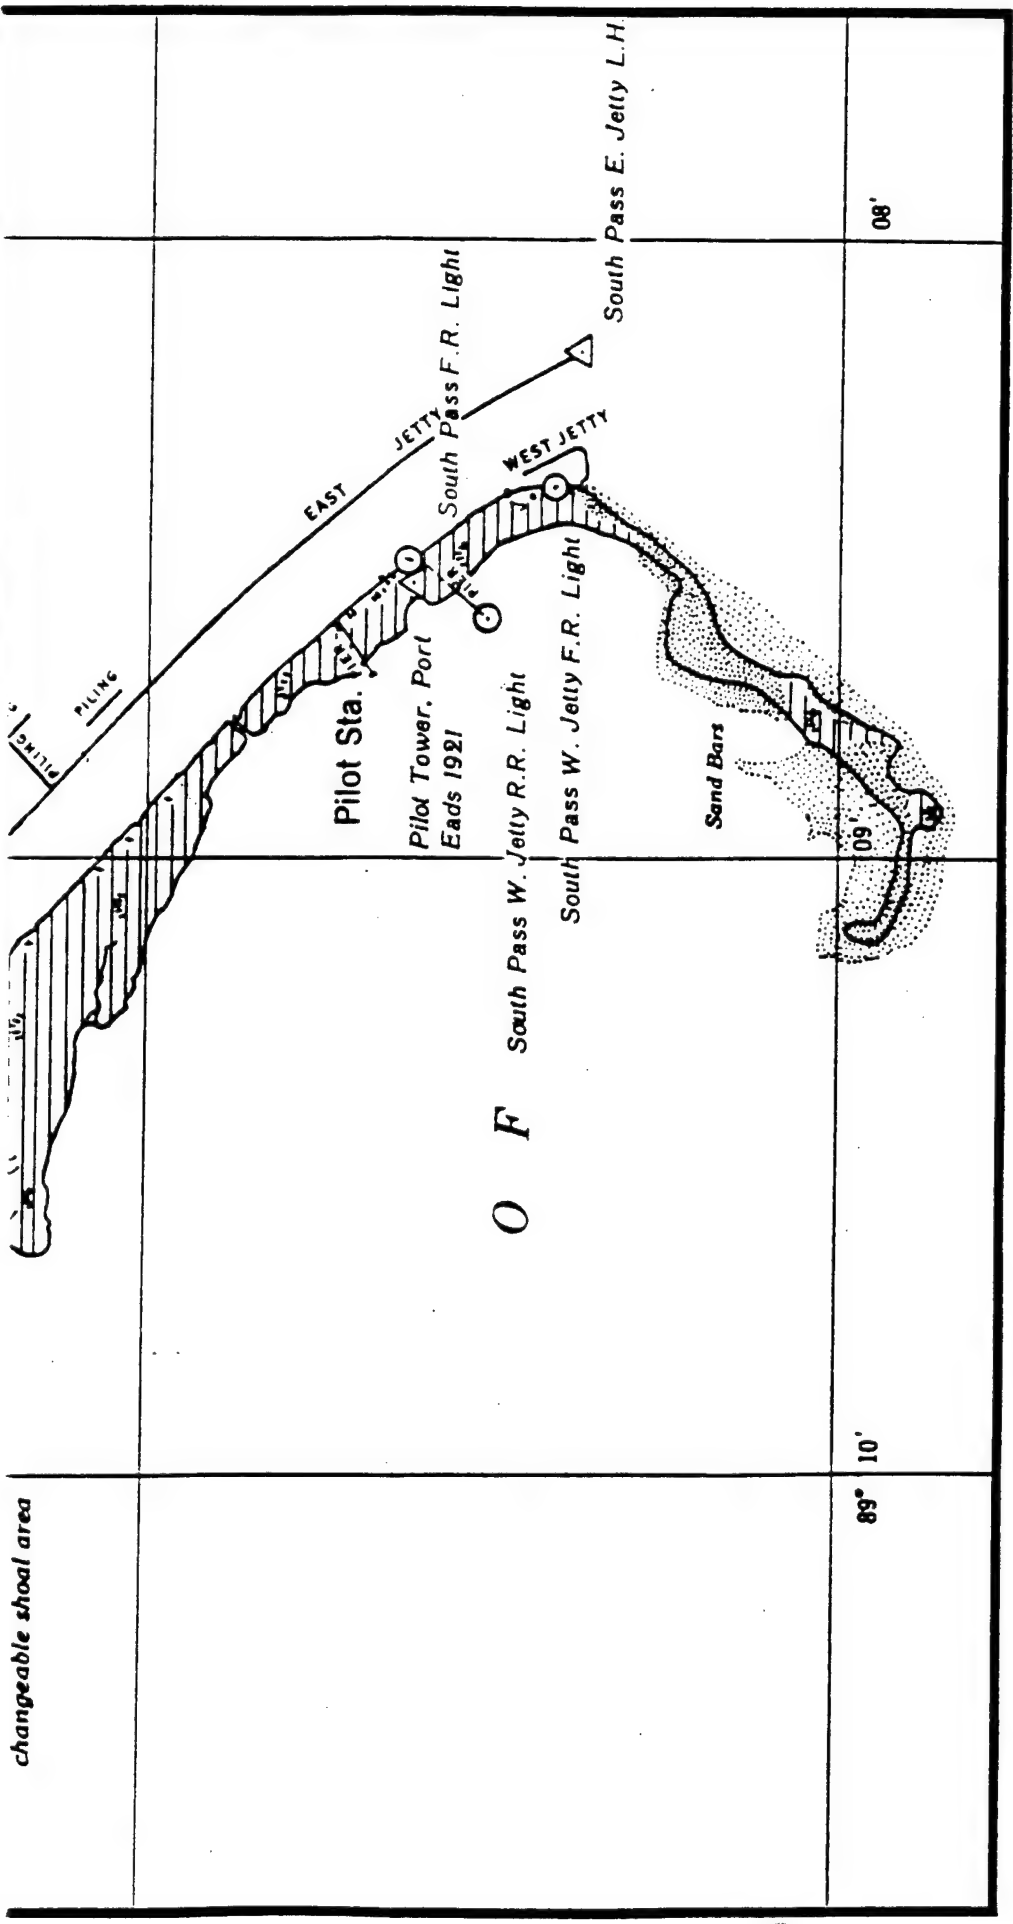 changeable shoal area
PILING
PILING
EAST
JETTY
South Pass F.R. Light
South Pass E. Jetty L.H.
WEST JETTY
Pilot Sta.
Pilot Tower, Port
Eads 1921
South Pass W. Jetty R.R. Light
South Pass W. Jetty F.R. Light
Sand Bars
O F
89° 10'
09'
08'